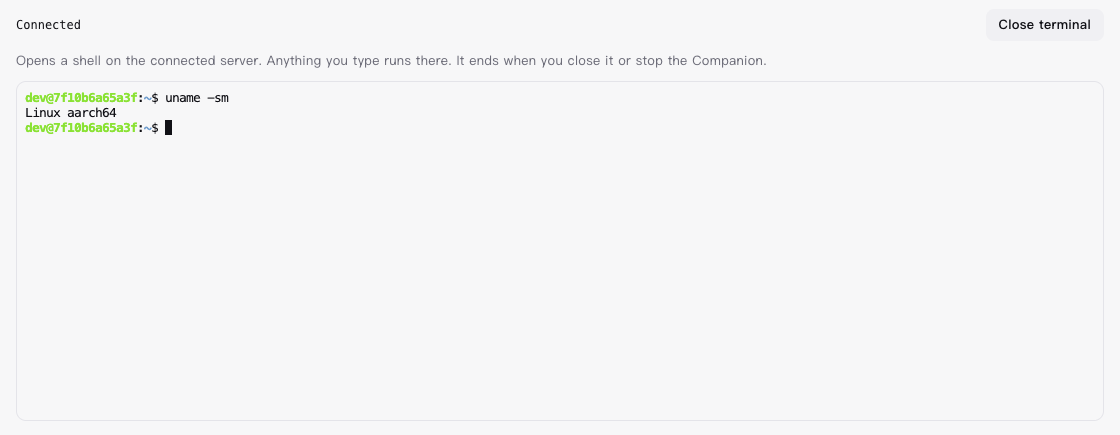 Connected
Close terminal
Opens a shell on the connected server. Anything you type runs there. It ends when you close it or stop the Companion.
dev@7f10b6a65a3f:~$ uname -sm
Linux aarch64
dev@7f10b6a65a3f:~$